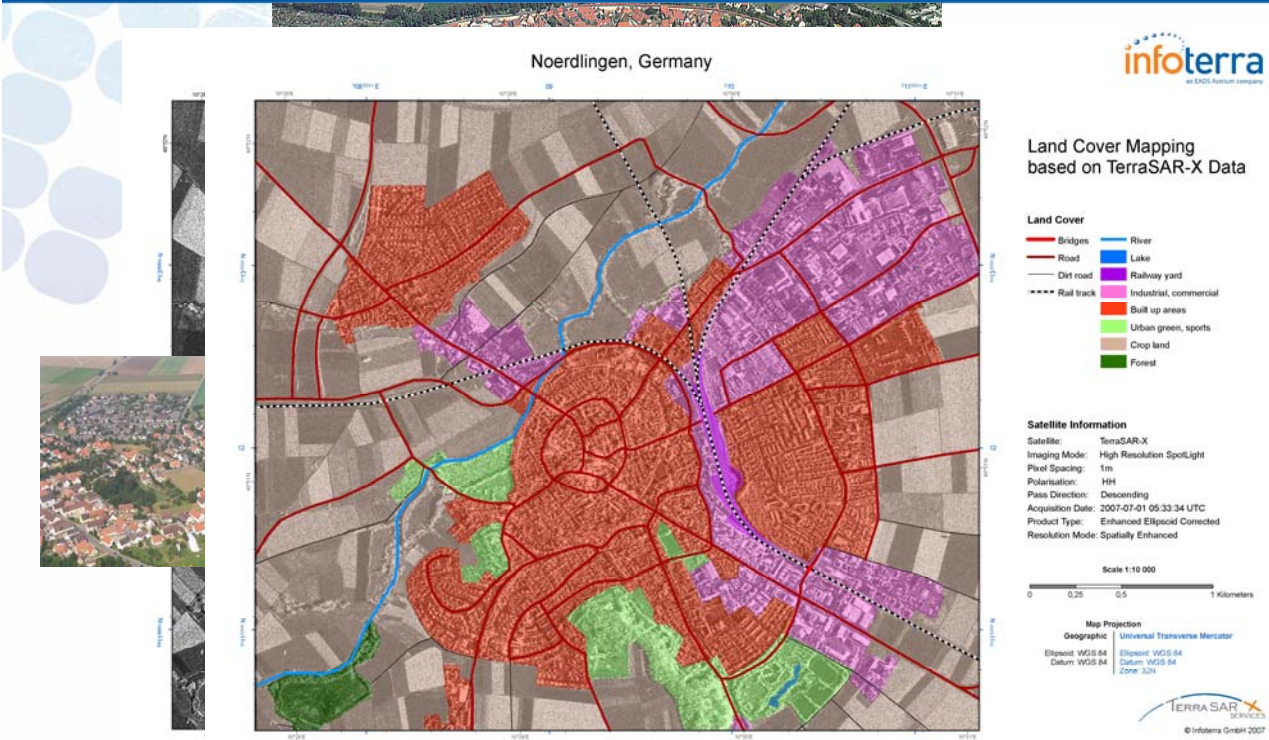 Noerdlingen, Germany
infoterra
an EADS Astrium company
Land Cover Mapping
based on TerraSAR-X Data
Land Cover
Bridges
River
Road
Lake
Dirt road
Railway yard
Rail track
Industrial, commercial
Built up areas
Urban green, sports
Crop land
Forest
Satellite Information
Satellite: TerraSAR-X
Imaging Mode: High Resolution SpotLight
Pixel Spacing: 1m
Polarisation: HH
Pass Direction: Descending
Acquisition Date: 2007-07-01 05:33:34 UTC
Product Type: Enhanced Ellipsoid Corrected
Resolution Mode: Spatially Enhanced
Scale 1:10 000
0 0,25 0,5 1 Kilometers
Map Projection
Geographic Universal Transverse Mercator
Ellipsoid: WGS 84 Ellipsoid: WGS 84
Datum: WGS 84 Datum: WGS 84
Zone: 32N
TERRASAR X
SERVICES
© Infoterra GmbH 2007